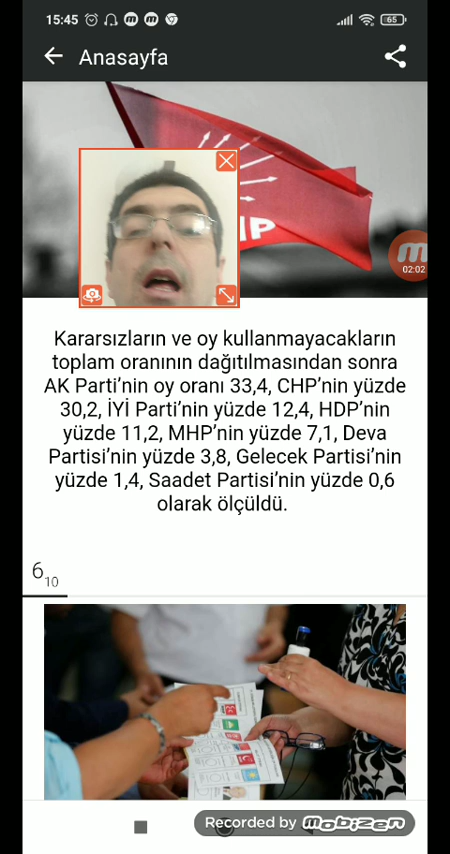 15:45
65
Anasayfa
HP
02:02
Kararsızların ve oy kullanmayacakların
toplam oranının dağıtılmasından sonra
AK Parti’nin oy oranı 33,4, CHP’nin yüzde
30,2, İYİ Parti’nin yüzde 12,4, HDP’nin
yüzde 11,2, MHP’nin yüzde 7,1, Deva
Partisi’nin yüzde 3,8, Gelecek Partisi’nin
yüzde 1,4, Saadet Partisi’nin yüzde 0,6
olarak ölçüldü.
6 10
Recorded by mobizen